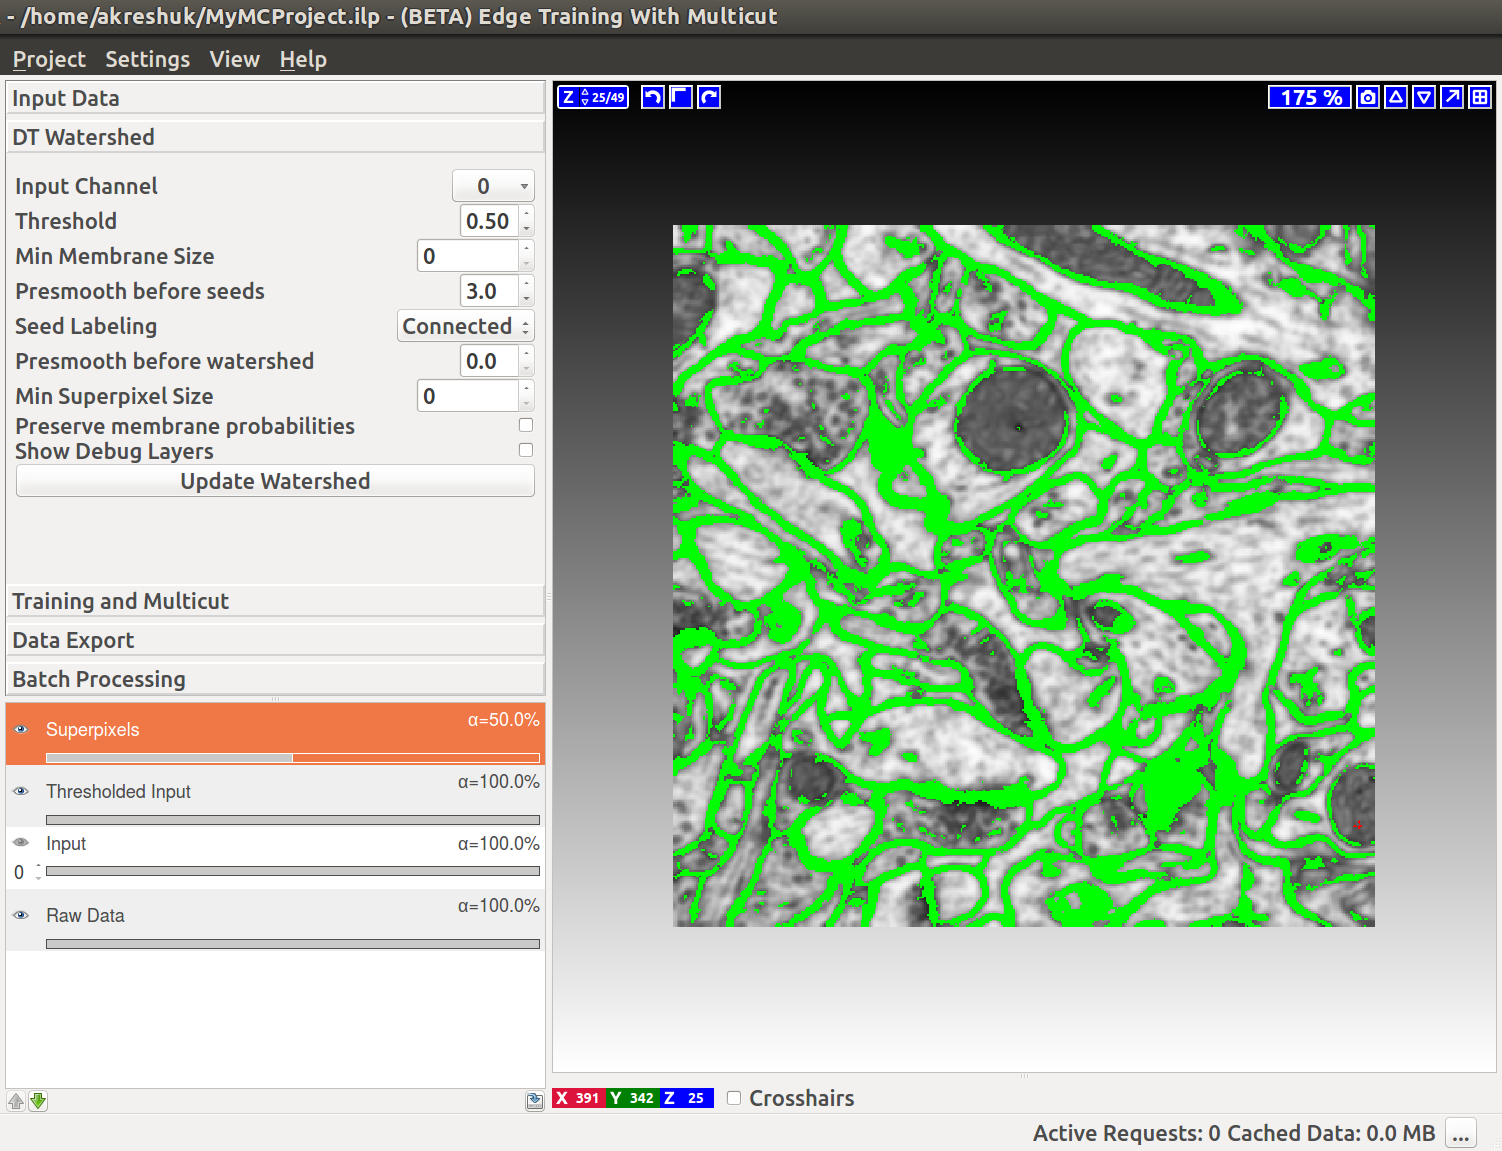 - /home/akreshuk/MyMCProject.ilp - (BETA) Edge Training With Multicut
Project Settings View Help
Input Data
DT Watershed
Input Channel 0
Threshold 0.50
Min Membrane Size 0
Presmooth before seeds 3.0
Seed Labeling Connected
Presmooth before watershed 0.0
Min Superpixel Size 0
Preserve membrane probabilities
Show Debug Layers
Update Watershed
Training and Multicut
Data Export
Batch Processing
Superpixels α=50.0%
Thresholded Input α=100.0%
Input α=100.0%
0
Raw Data α=100.0%
Z 25/49
175 %
X 391 Y 342 Z 25 Crosshairs
Active Requests: 0 Cached Data: 0.0 MB ...